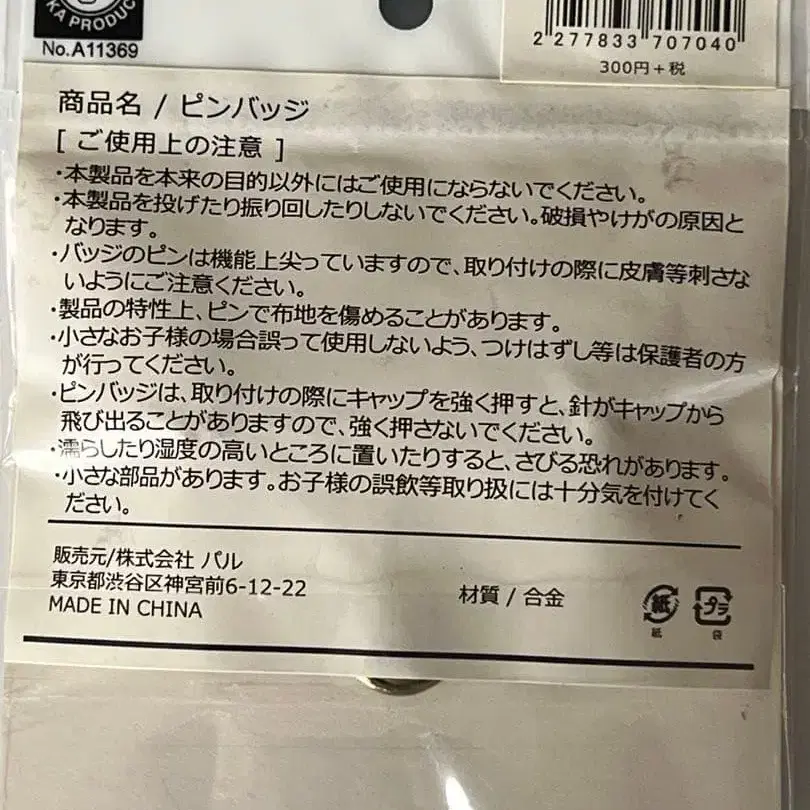 KA PRODUC
No.A11369
2 277833 707040
300円+税
商品名 / ピンバッジ
[ ご使用上の注意 ]
・本製品を本来の目的以外にはご使用にならないでください。
・本製品を投げたり振り回したりしないでください。破損やけがの原因と
なります。
・バッジのピンは機能上尖っていますので、取り付けの際に皮膚等刺さな
いようにご注意ください。
・製品の特性上、ピンで布地を傷めることがあります。
・小さなお子様の場合誤って使用しないよう、つけはずし等は保護者の方
が行ってください。
・ピンバッジは、取り付けの際にキャップを強く押すと、針がキャップから
飛び出ることがありますので、強く押さないでください。
・濡らしたり湿度の高いところに置いたりすると、さびる恐れがあります。
・小さな部品があります。お子様の誤飲等取り扱には十分気を付けてく
ださい。
販売元/株式会社 パル
東京都渋谷区神宮前6-12-22
MADE IN CHINA
材質 / 合金
紙 プラ
紙 袋